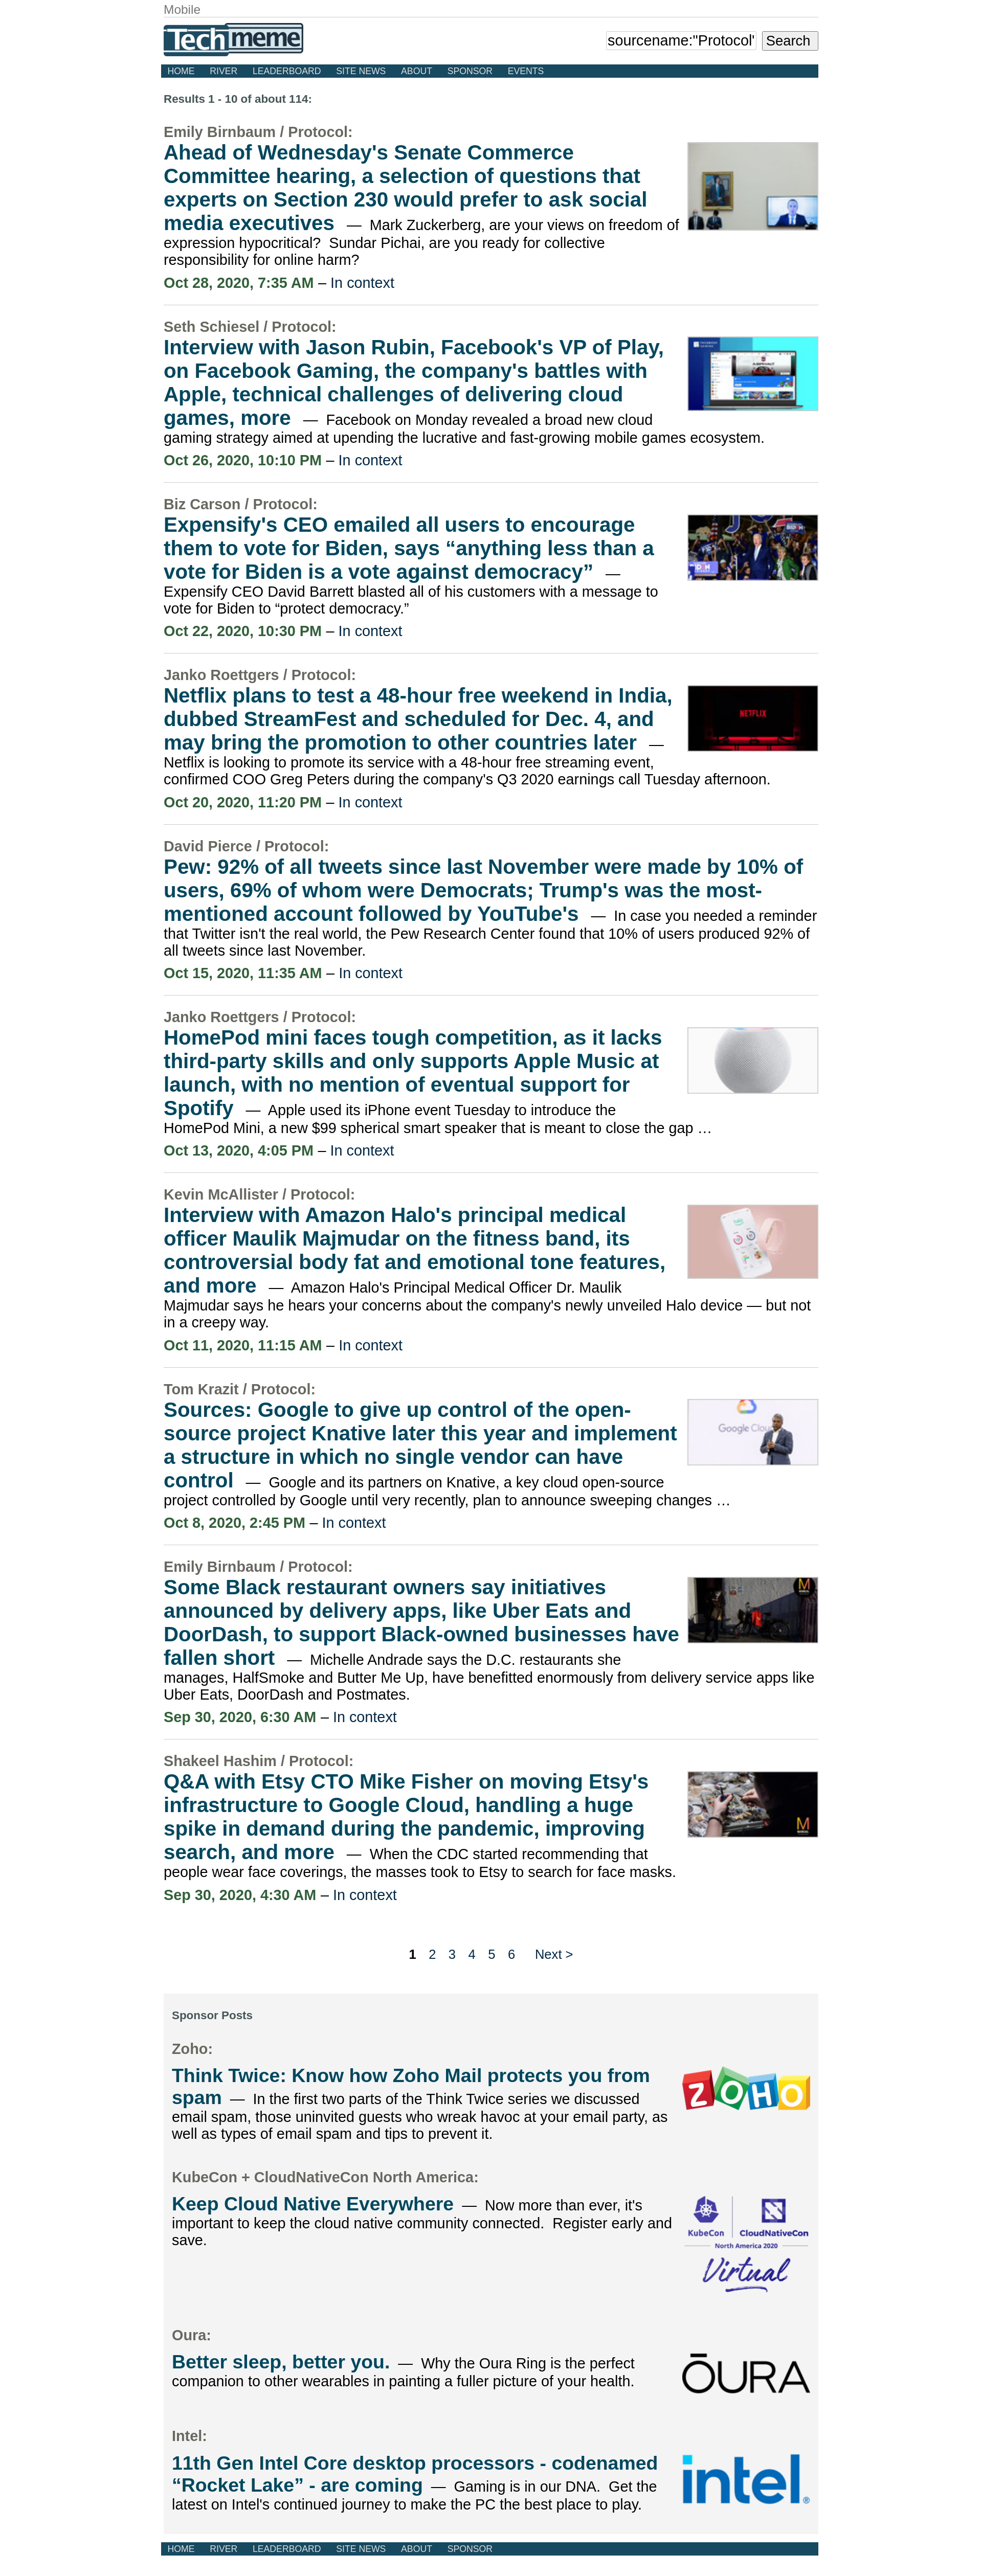 Mobile
Techmeme
sourcename:"Protocol"
Search
HOME RIVER LEADERBOARD SITE NEWS ABOUT SPONSOR EVENTS
Results 1 - 10 of about 114:
Emily Birnbaum / Protocol:
Ahead of Wednesday's Senate Commerce
Committee hearing, a selection of questions that
experts on Section 230 would prefer to ask social
media executives — Mark Zuckerberg, are your views on freedom of
expression hypocritical? Sundar Pichai, are you ready for collective
responsibility for online harm?
Oct 28, 2020, 7:35 AM – In context
Seth Schiesel / Protocol:
Interview with Jason Rubin, Facebook's VP of Play,
on Facebook Gaming, the company's battles with
Apple, technical challenges of delivering cloud
games, more — Facebook on Monday revealed a broad new cloud
gaming strategy aimed at upending the lucrative and fast-growing mobile games ecosystem.
Oct 26, 2020, 10:10 PM – In context
Biz Carson / Protocol:
Expensify's CEO emailed all users to encourage
them to vote for Biden, says “anything less than a
vote for Biden is a vote against democracy” —
Expensify CEO David Barrett blasted all of his customers with a message to
vote for Biden to “protect democracy.”
Oct 22, 2020, 10:30 PM – In context
Janko Roettgers / Protocol:
Netflix plans to test a 48-hour free weekend in India,
dubbed StreamFest and scheduled for Dec. 4, and
may bring the promotion to other countries later —
NETFLIX
Netflix is looking to promote its service with a 48-hour free streaming event,
confirmed COO Greg Peters during the company's Q3 2020 earnings call Tuesday afternoon.
Oct 20, 2020, 11:20 PM – In context
David Pierce / Protocol:
Pew: 92% of all tweets since last November were made by 10% of
users, 69% of whom were Democrats; Trump's was the most-
mentioned account followed by YouTube's — In case you needed a reminder
that Twitter isn't the real world, the Pew Research Center found that 10% of users produced 92% of
all tweets since last November.
Oct 15, 2020, 11:35 AM – In context
Janko Roettgers / Protocol:
HomePod mini faces tough competition, as it lacks
third-party skills and only supports Apple Music at
launch, with no mention of eventual support for
Spotify — Apple used its iPhone event Tuesday to introduce the
HomePod Mini, a new $99 spherical smart speaker that is meant to close the gap …
Oct 13, 2020, 4:05 PM – In context
Kevin McAllister / Protocol:
Interview with Amazon Halo's principal medical
officer Maulik Majmudar on the fitness band, its
controversial body fat and emotional tone features,
and more — Amazon Halo's Principal Medical Officer Dr. Maulik
Majmudar says he hears your concerns about the company's newly unveiled Halo device — but not
in a creepy way.
Oct 11, 2020, 11:15 AM – In context
Tom Krazit / Protocol:
Sources: Google to give up control of the open-
source project Knative later this year and implement
a structure in which no single vendor can have
control — Google and its partners on Knative, a key cloud open-source
Google Cloud
project controlled by Google until very recently, plan to announce sweeping changes …
Oct 8, 2020, 2:45 PM – In context
Emily Birnbaum / Protocol:
Some Black restaurant owners say initiatives
announced by delivery apps, like Uber Eats and
DoorDash, to support Black-owned businesses have
fallen short — Michelle Andrade says the D.C. restaurants she
manages, HalfSmoke and Butter Me Up, have benefitted enormously from delivery service apps like
Uber Eats, DoorDash and Postmates.
Sep 30, 2020, 6:30 AM – In context
Shakeel Hashim / Protocol:
Q&A with Etsy CTO Mike Fisher on moving Etsy's
infrastructure to Google Cloud, handling a huge
spike in demand during the pandemic, improving
search, and more — When the CDC started recommending that
people wear face coverings, the masses took to Etsy to search for face masks.
Sep 30, 2020, 4:30 AM – In context
1 2 3 4 5 6 Next >
Sponsor Posts
Zoho:
Think Twice: Know how Zoho Mail protects you from
spam — In the first two parts of the Think Twice series we discussed
email spam, those uninvited guests who wreak havoc at your email party, as
well as types of email spam and tips to prevent it.
ZOHO
KubeCon + CloudNativeCon North America:
Keep Cloud Native Everywhere — Now more than ever, it's
important to keep the cloud native community connected. Register early and
save.
KubeCon CloudNativeCon
North America 2020
Virtual
Oura:
Better sleep, better you. — Why the Oura Ring is the perfect
companion to other wearables in painting a fuller picture of your health.
ŌURA
Intel:
11th Gen Intel Core desktop processors - codenamed
“Rocket Lake” - are coming — Gaming is in our DNA. Get the
latest on Intel's continued journey to make the PC the best place to play.
intel®
HOME RIVER LEADERBOARD SITE NEWS ABOUT SPONSOR